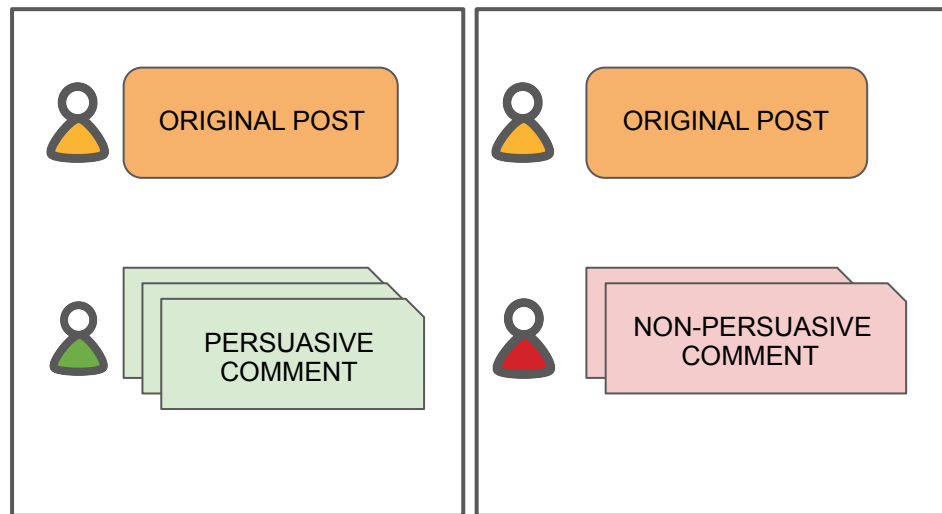 ORIGINAL POST
PERSUASIVE
COMMENT
ORIGINAL POST
NON-PERSUASIVE
COMMENT